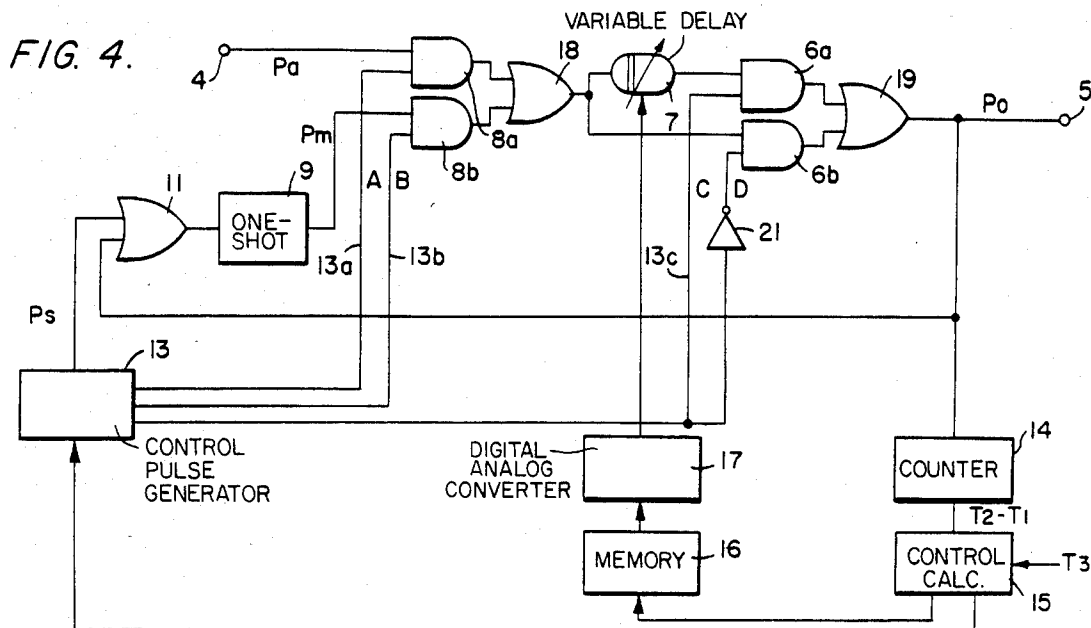 FIG. 4.
VARIABLE DELAY
4
Pa
8a
18
7
6a
19
Po
5
Pm
8b
6b
11
9
ONE-
SHOT
A
B
C
D
21
13a
13b
13c
Ps
13
CONTROL
PULSE
GENERATOR
DIGITAL
ANALOG
CONVERTER
17
14
COUNTER
T2-T1
MEMORY
16
CONTROL
CALC.
T3
15